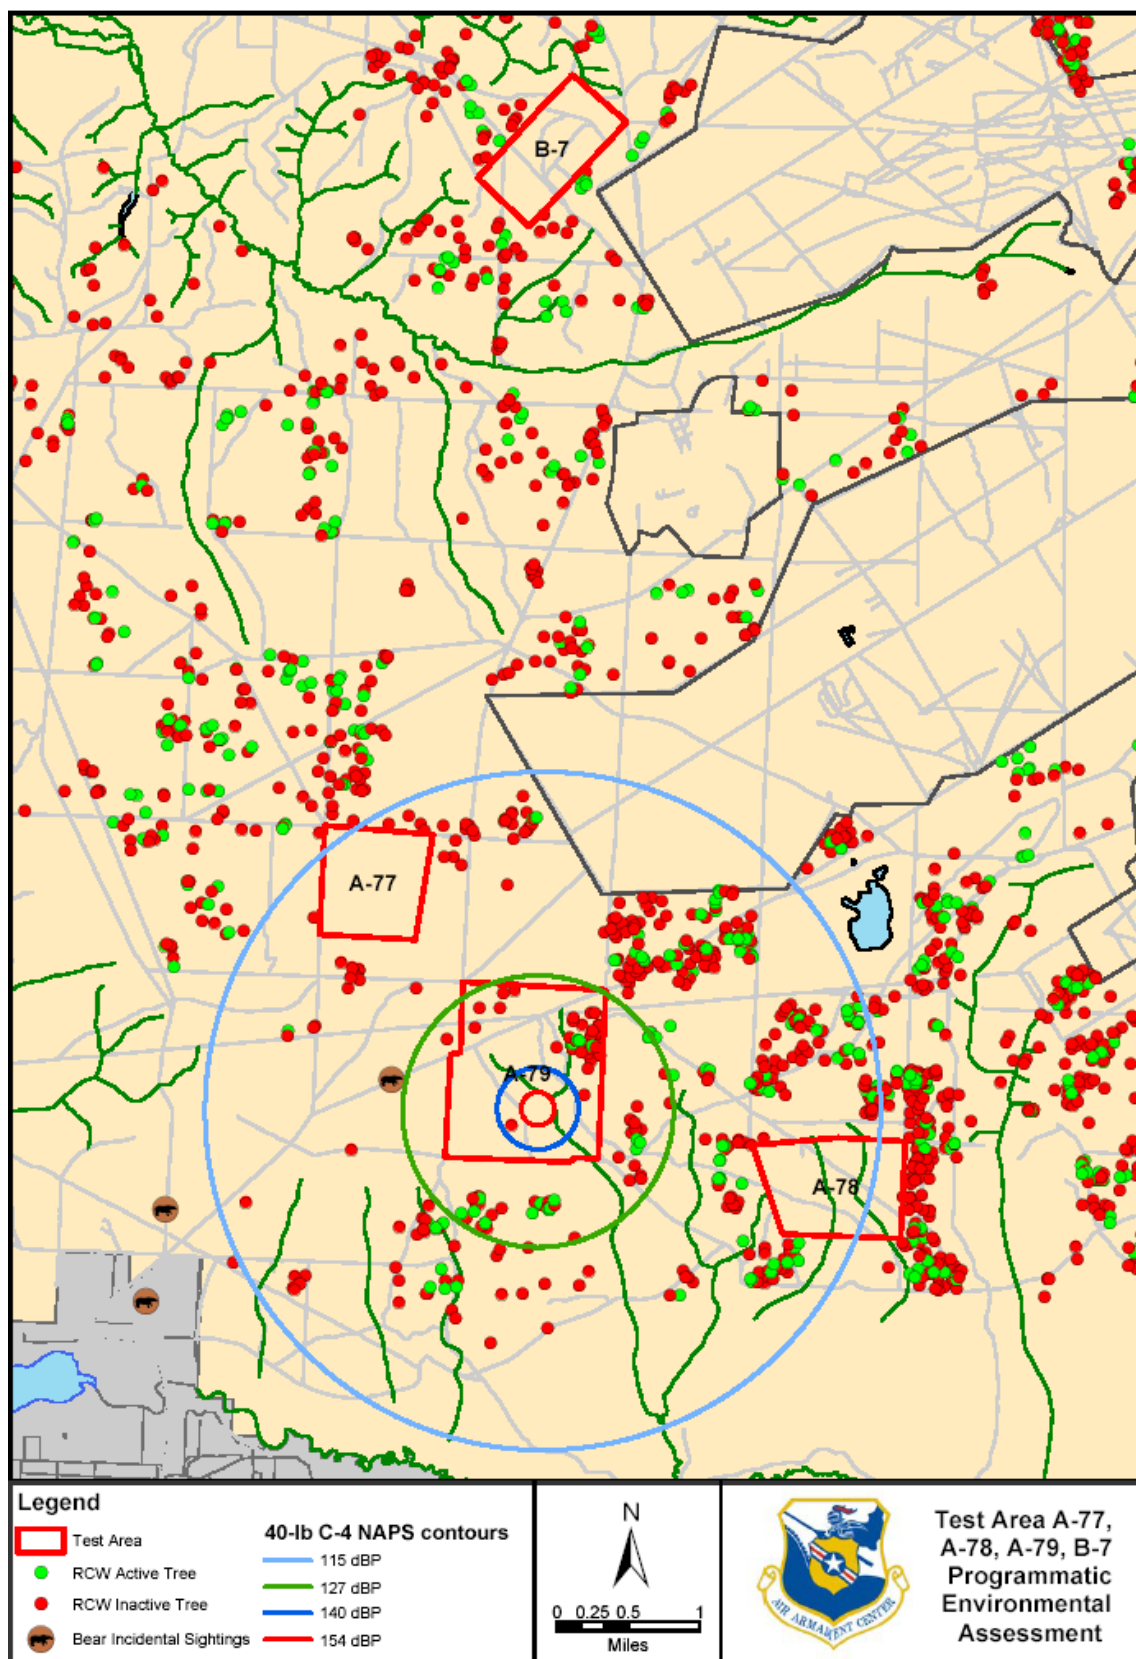 B-7
A-77
A-79
A-78
Legend
Test Area
RCW Active Tree
RCW Inactive Tree
Bear Incidental Sightings
40-lb C-4 NAPS contours
115 dBP
127 dBP
140 dBP
154 dBP
N
0 0.25 0.5 1
Miles
AIR ARMAMENT CENTER
Test Area A-77,
A-78, A-79, B-7
Programmatic
Environmental
Assessment